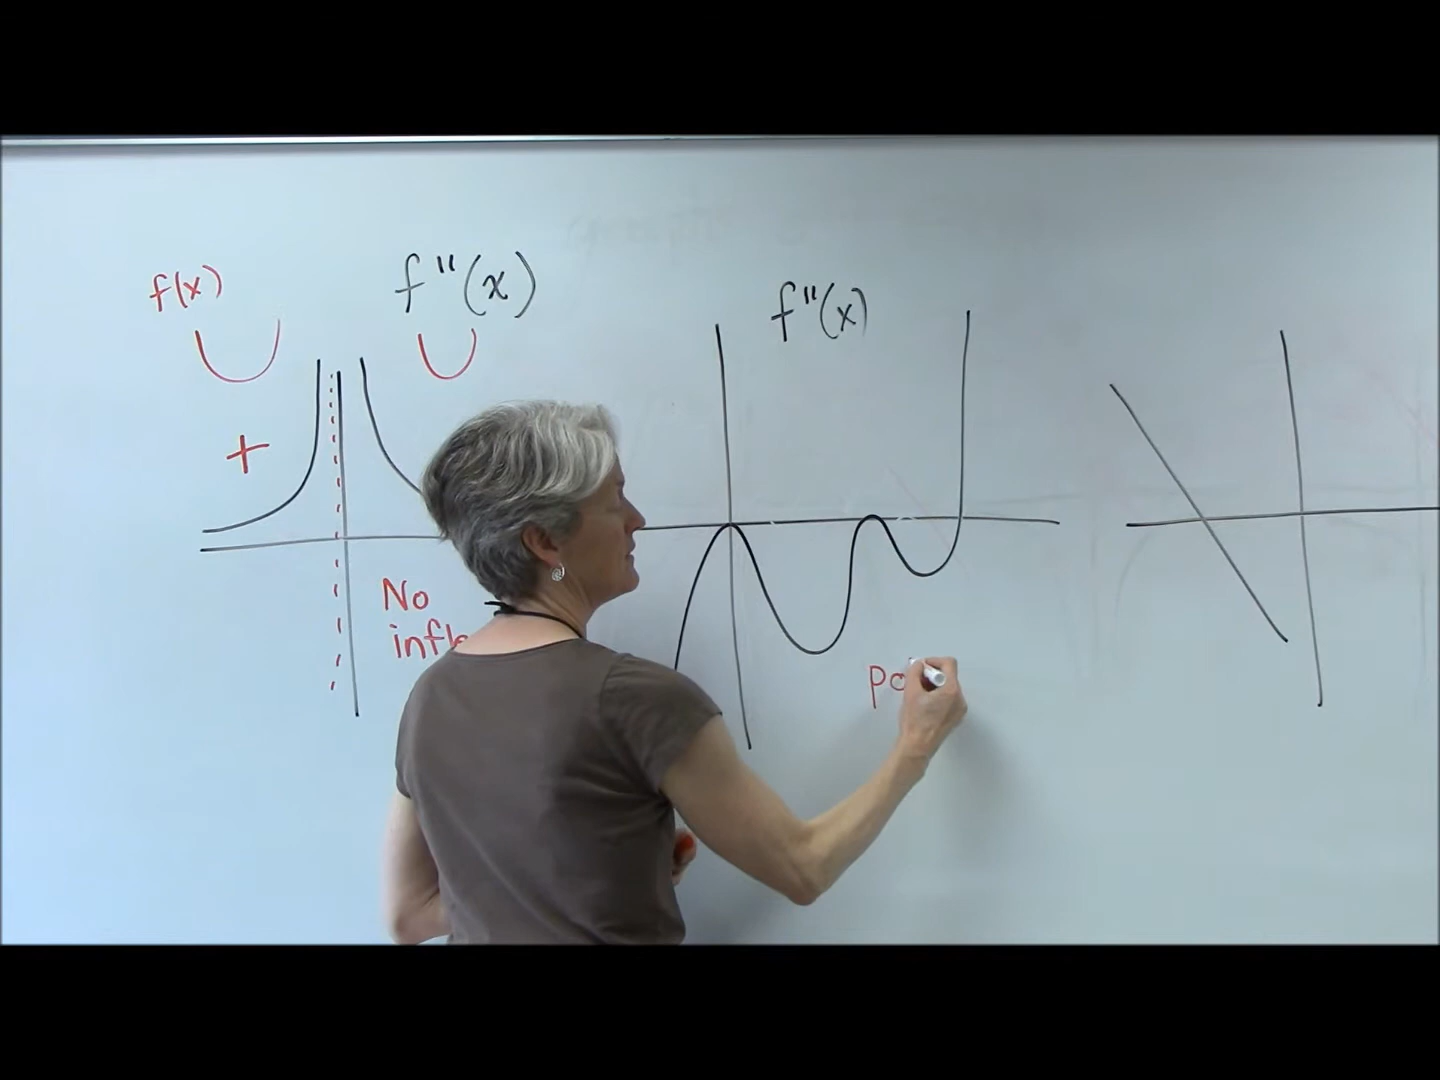 f(x)
f"(x)
+
No
infl
f"(x)
po